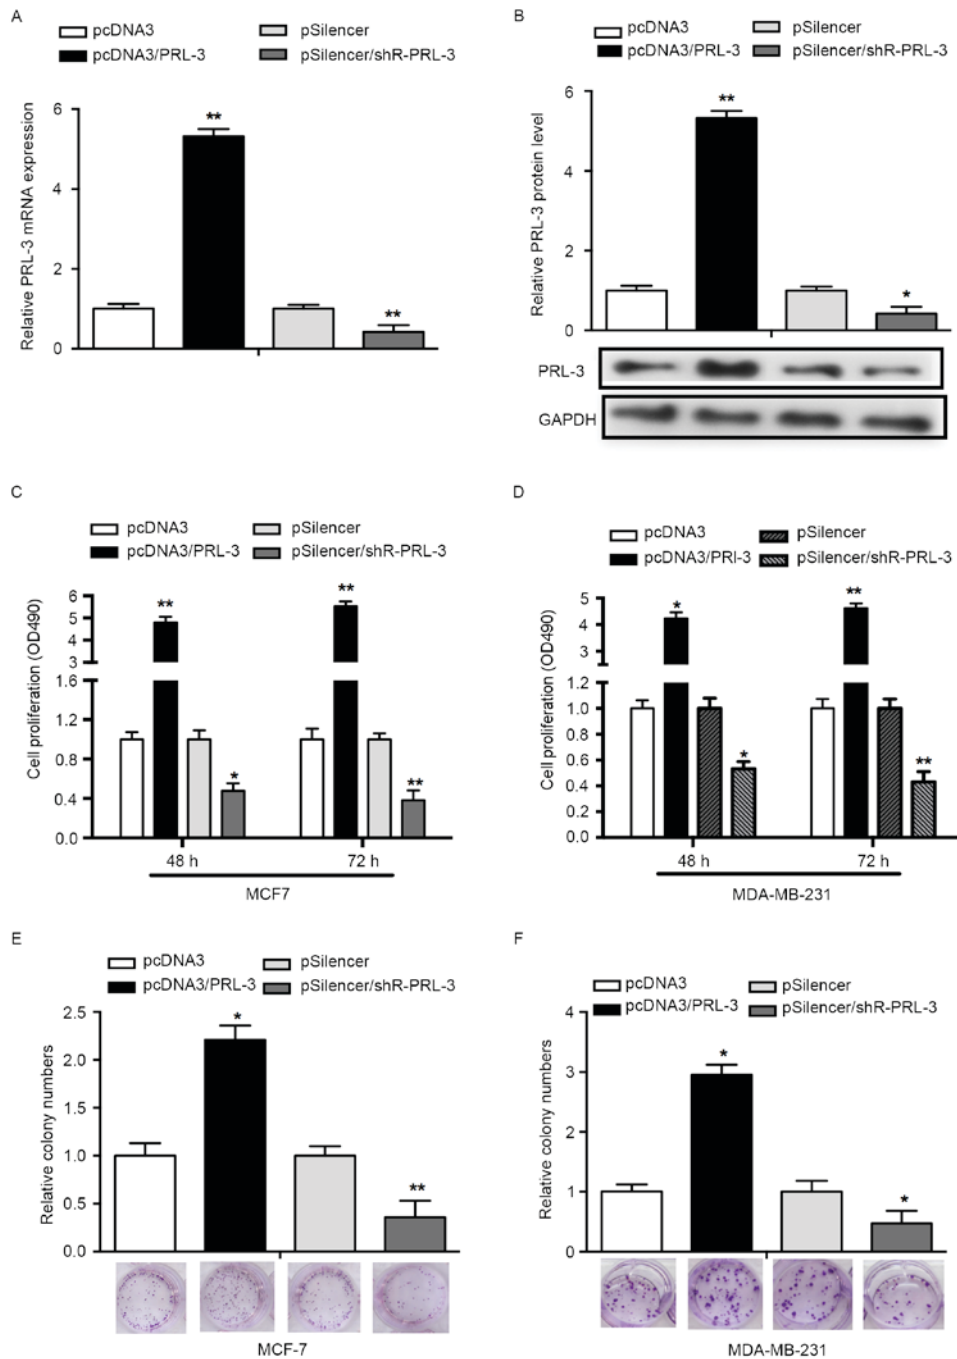 A
pcDNA3
pSilencer
pcDNA3/PRL-3
pSilencer/shR-PRL-3
Relative PRL-3 mRNA expression
6
4
2
0
**
**
B
pcDNA3
pSilencer
pcDNA3/PRL-3
pSilencer/shR-PRL-3
Relative PRL-3 protein level
6
4
2
0
**
*
PRL-3
GAPDH
C
pcDNA3
pSilencer
pcDNA3/PRL-3
pSilencer/shR-PRL-3
Cell proliferation (OD490)
6
5
4
3
1.6
1.2
0.8
0.4
0.0
**
*
**
**
48 h
72 h
MCF7
D
pcDNA3
pSilencer
pcDNA3/PRl-3
pSilencer/shR-PRL-3
Cell proliferation (OD490)
5
4
3
1.2
1.0
0.8
0.6
0.4
0.2
0.0
*
*
**
**
48 h
72 h
MDA-MB-231
E
pcDNA3
pSilencer
pcDNA3/PRL-3
pSilencer/shR-PRL-3
Relative colony numbers
2.5
2.0
1.0
0.5
0.0
*
**
MCF-7
F
pcDNA3
pSilencer
pcDNA3/PRL-3
pSilencer/shR-PRL-3
Relative colony numbers
4
3
2
1
0
*
*
MDA-MB-231